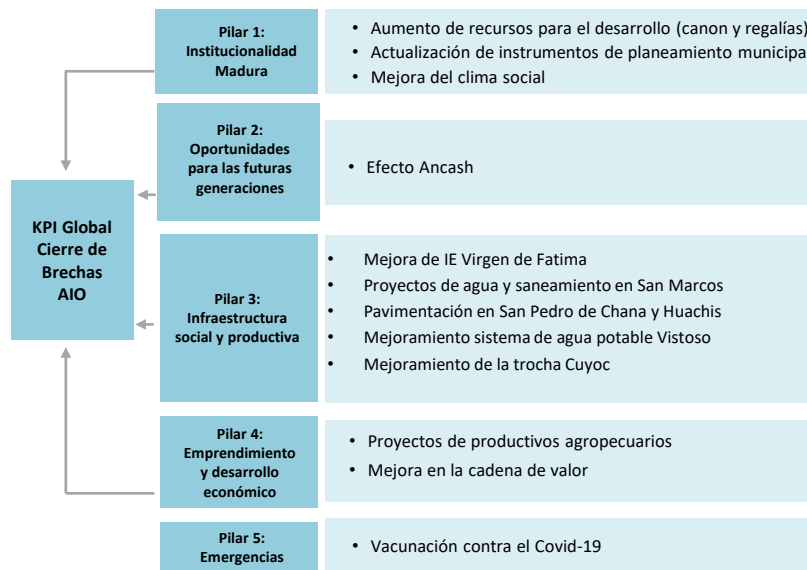 Pilar 1:
Institucionalidad
Madura
• Aumento de recursos para el desarrollo (canon y regalías)
• Actualización de instrumentos de planeamiento municipa
• Mejora del clima social
Pilar 2:
Oportunidades
para las futuras
generaciones
• Efecto Ancash
KPI Global
Cierre de
Brechas
AIO
Pilar 3:
Infraestructura
social y productiva
• Mejora de IE Virgen de Fatima
• Proyectos de agua y saneamiento en San Marcos
• Pavimentación en San Pedro de Chana y Huachis
• Mejoramiento sistema de agua potable Vistoso
• Mejoramiento de la trocha Cuyoc
Pilar 4:
Emprendimiento
y desarrollo
económico
• Proyectos de productivos agropecuarios
• Mejora en la cadena de valor
Pilar 5:
Emergencias
• Vacunación contra el Covid-19